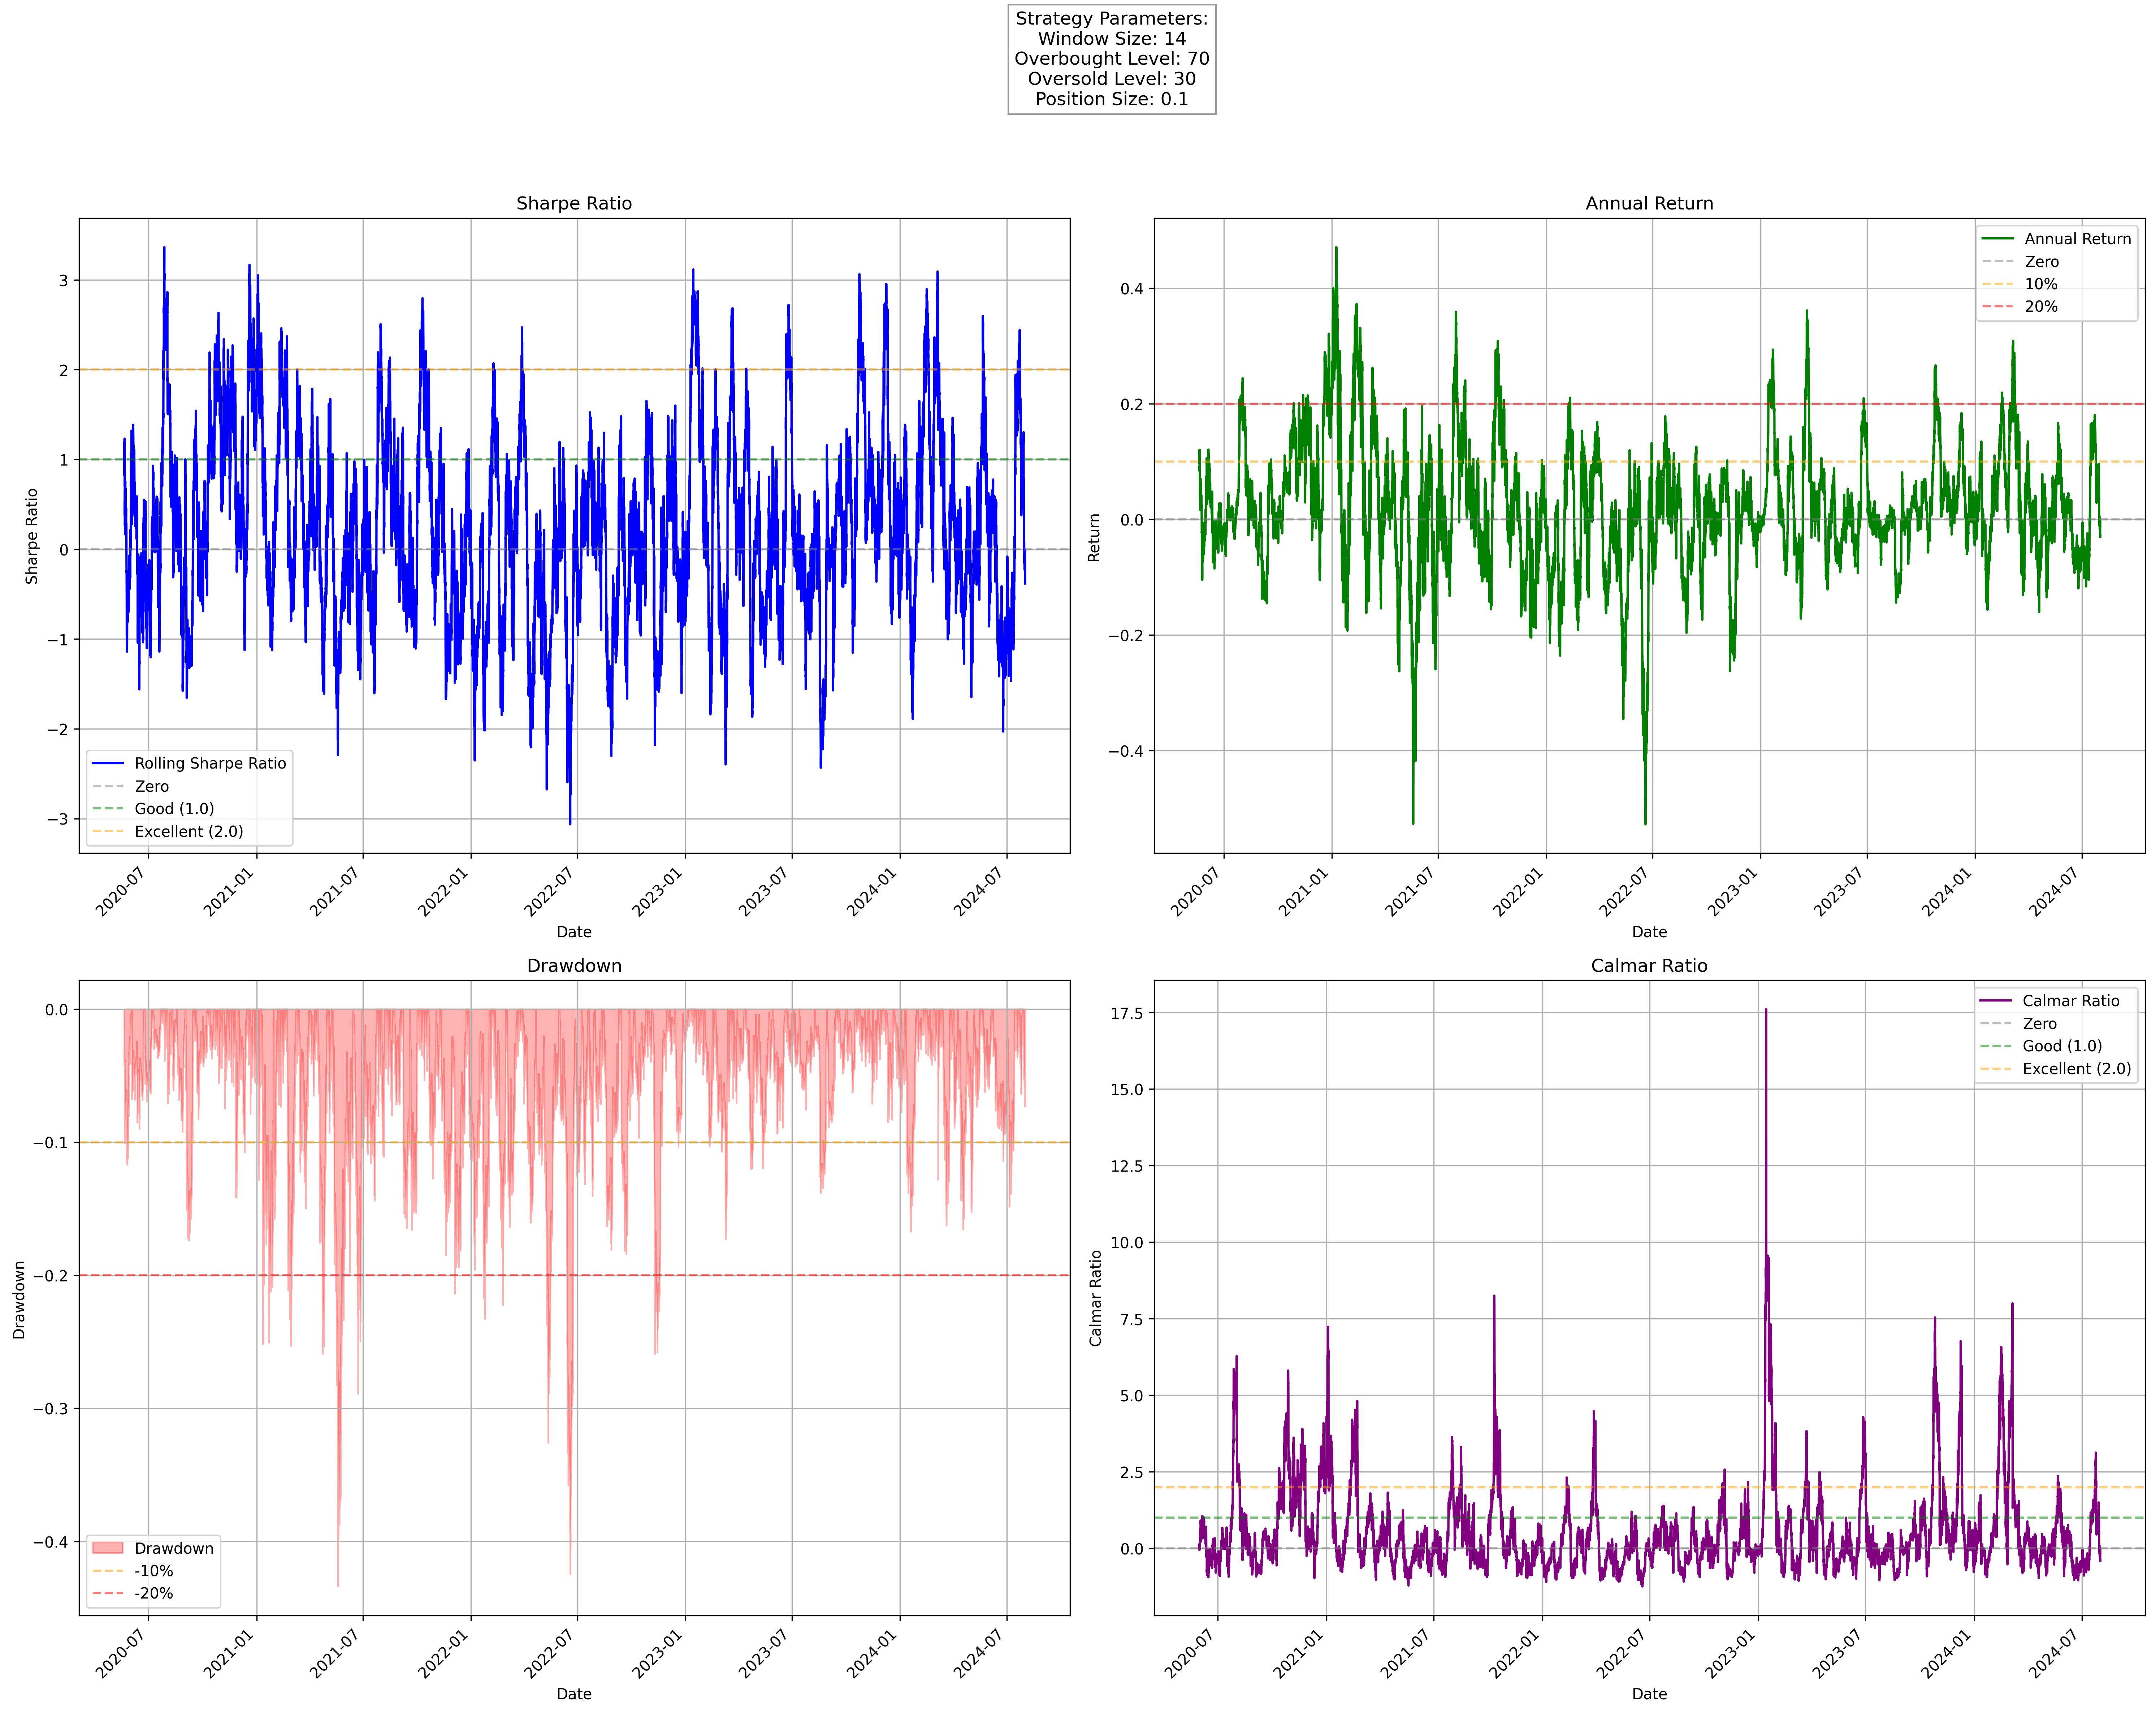 Strategy Parameters:
Window Size: 14
Overbought Level: 70
Oversold Level: 30
Position Size: 0.1
Sharpe Ratio
Sharpe Ratio
3
2
1
0
−1
−2
−3
Rolling Sharpe Ratio
Zero
Good (1.0)
Excellent (2.0)
2020-07
2021-01
2021-07
2022-01
2022-07
2023-01
2023-07
2024-01
2024-07
Date
Annual Return
Return
0.4
0.2
0.0
−0.2
−0.4
Annual Return
Zero
10%
20%
2020-07
2021-01
2021-07
2022-01
2022-07
2023-01
2023-07
2024-01
2024-07
Date
Drawdown
Drawdown
0.0
−0.1
−0.2
−0.3
−0.4
Drawdown
-10%
-20%
2020-07
2021-01
2021-07
2022-01
2022-07
2023-01
2023-07
2024-01
2024-07
Date
Calmar Ratio
Calmar Ratio
17.5
15.0
12.5
10.0
7.5
5.0
2.5
0.0
Calmar Ratio
Zero
Good (1.0)
Excellent (2.0)
2020-07
2021-01
2021-07
2022-01
2022-07
2023-01
2023-07
2024-01
2024-07
Date